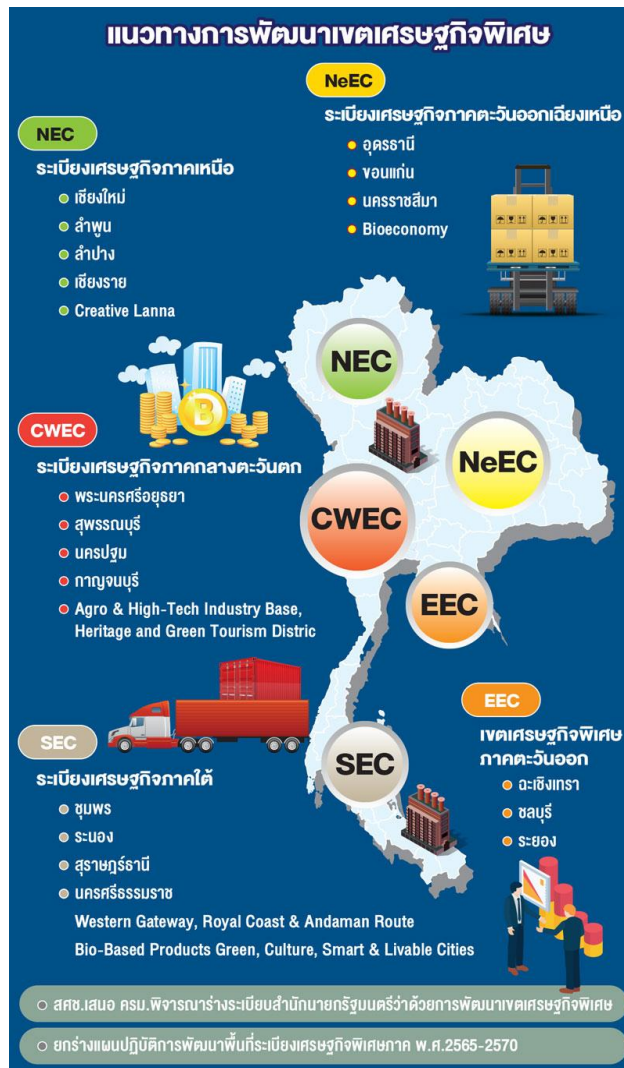 แนวทางการพัฒนาเขตเศรษฐกิจพิเศษ
NeEC
ระเบียงเศรษฐกิจภาคตะวันออกเฉียงเหนือ
อุดรธานี
ขอนแก่น
นครราชสีมา
Bioeconomy
NEC
ระเบียงเศรษฐกิจภาคเหนือ
เชียงใหม่
ลำพูน
ลำปาง
เชียงราย
Creative Lanna
B
CWEC
ระเบียงเศรษฐกิจภาคกลางตะวันตก
พระนครศรีอยุธยา
สุพรรณบุรี
นครปฐม
กาญจนบุรี
Agro & High-Tech Industry Base,
Heritage and Green Tourism Distric
NEC
NeEC
CWEC
EEC
SEC
SEC
ระเบียงเศรษฐกิจภาคใต้
ชุมพร
ระนอง
สุราษฎร์ธานี
นครศรีธรรมราช
Western Gateway, Royal Coast & Andaman Route
Bio-Based Products Green, Culture, Smart & Livable Cities
EEC
เขตเศรษฐกิจพิเศษ
ภาคตะวันออก
ฉะเชิงเทรา
ชลบุรี
ระยอง
สศช.เสนอ ครม.พิจารณาร่างระเบียบสำนักนายกรัฐมนตรีว่าด้วยการพัฒนาเขตเศรษฐกิจพิเศษ
ยกร่างแผนปฏิบัติการพัฒนาพื้นที่ระเบียงเศรษฐกิจพิเศษภาค พ.ศ.2565-2570